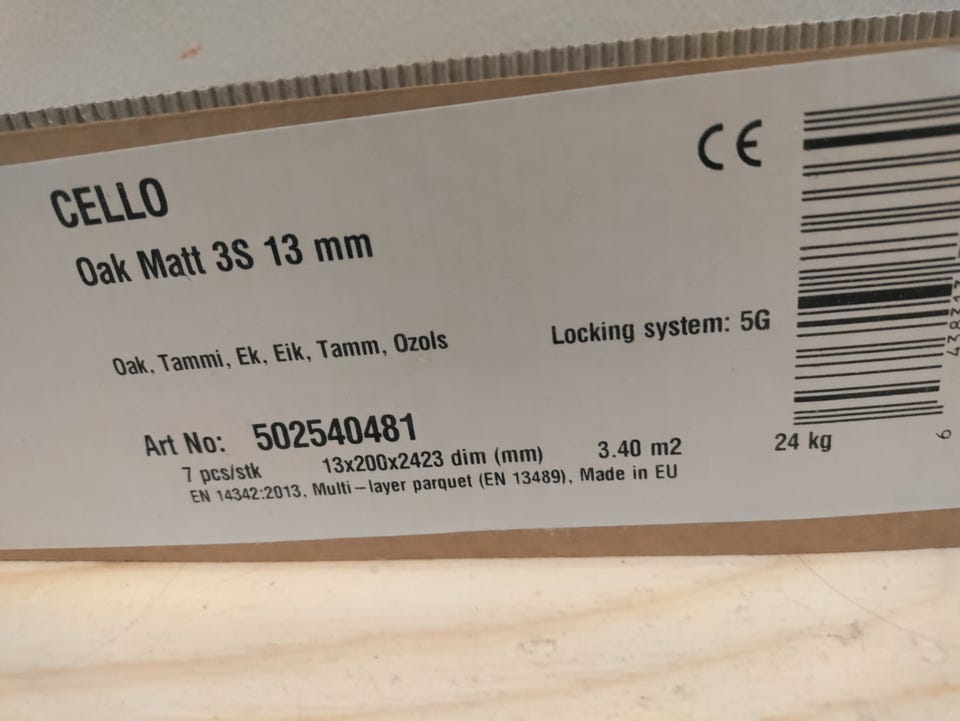 CE
CELLO
Oak Matt 3S 13 mm
Oak, Tammi, Ek, Eik, Tamm, Ozols
Locking system: 5G
Art No: 502540481
7 pcs/stk 13x200x2423 dim (mm) 3.40 m2 24 kg
EN 14342:2013, Multi-layer parquet (EN 13489), Made in EU
6